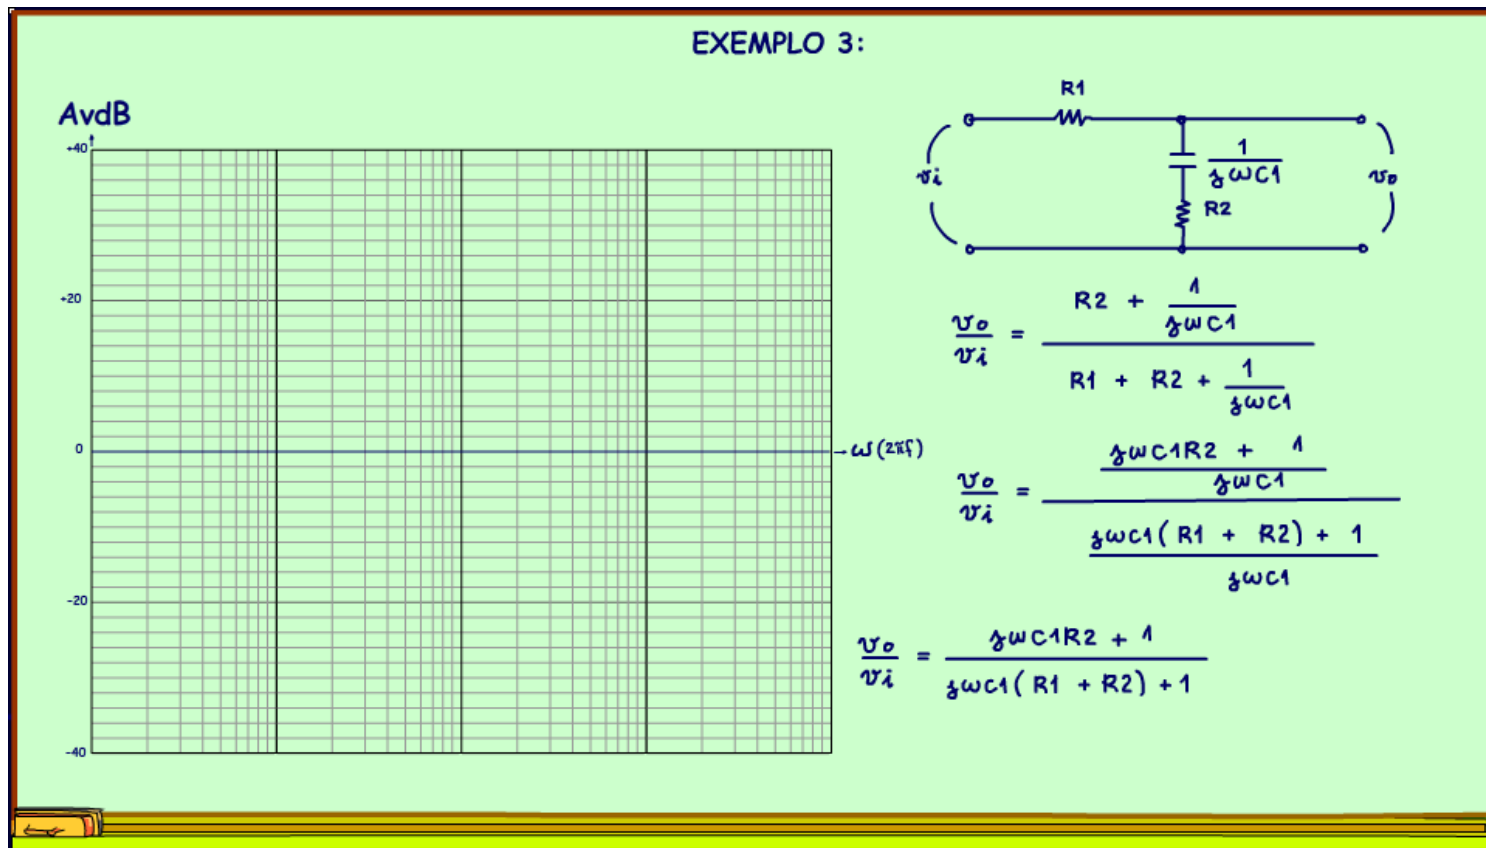 EXEMPLO 3:
AvdB
+40
+20
0
-20
-40
ω(2πf)
R1
vi
1
jωC1
R2
vo
vo/vi = (R2 + 1/jωC1) / (R1 + R2 + 1/jωC1)
vo/vi = ((jωC1R2 + 1)/jωC1) / ((jωC1(R1 + R2) + 1)/jωC1)
vo/vi = (jωC1R2 + 1) / (jωC1(R1 + R2) + 1)